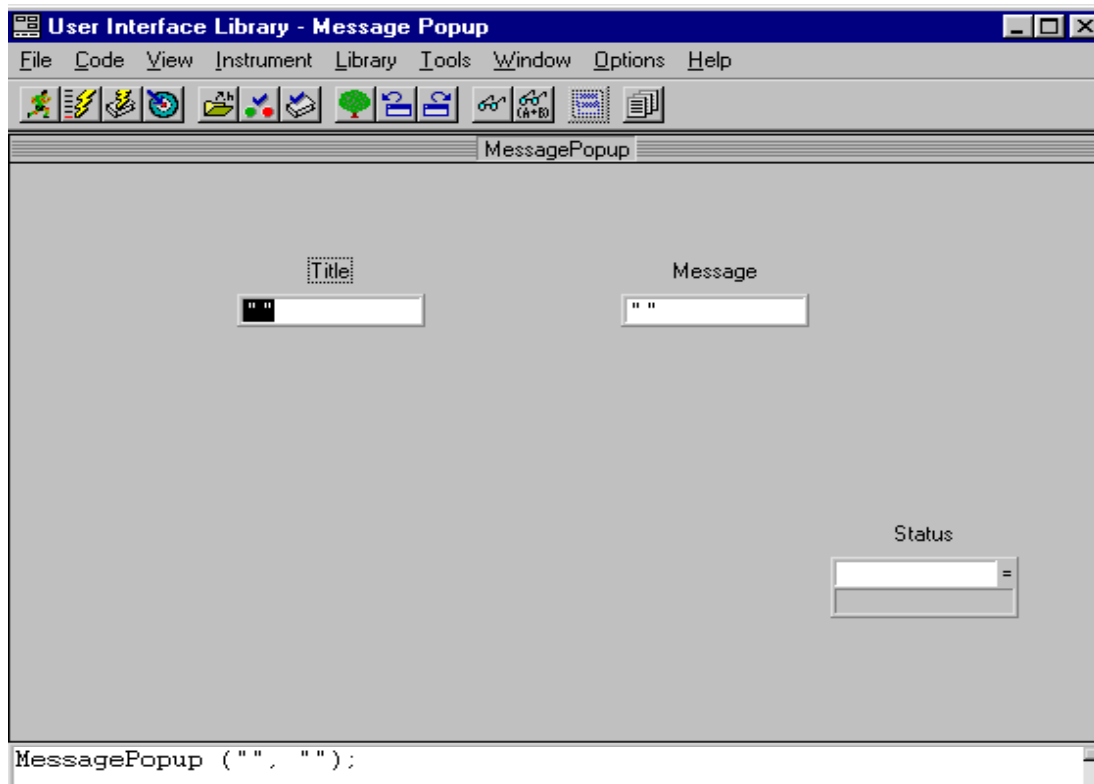 User Interface Library - Message Popup
File Code View Instrument Library Tools Window Options Help
(A+B)
MessagePopup
Title Message
" " " "
Status
=
MessagePopup ("", "");